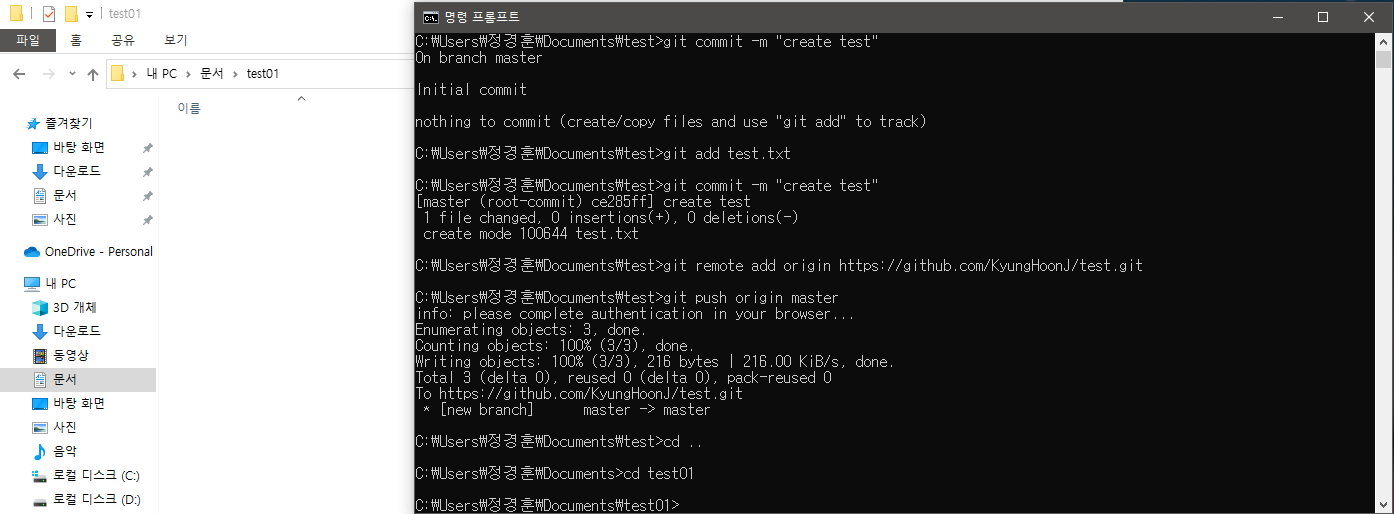 test01
파일 홈 공유 보기
내 PC 문서 test01
이름
즐겨찾기
바탕 화면
다운로드
문서
사진
OneDrive - Personal
내 PC
3D 개체
다운로드
동영상
문서
바탕 화면
사진
음악
로컬 디스크 (C:)
로컬 디스크 (D:)
명령 프롬프트
C:\Users\정경훈\Documents\test>git commit -m "create test"
On branch master
Initial commit
nothing to commit (create/copy files and use "git add" to track)
C:\Users\정경훈\Documents\test>git add test.txt
C:\Users\정경훈\Documents\test>git commit -m "create test"
[master (root-commit) ce285ff] create test
1 file changed, 0 insertions(+), 0 deletions(-)
create mode 100644 test.txt
C:\Users\정경훈\Documents\test>git remote add origin https://github.com/KyungHoonJ/test.git
C:\Users\정경훈\Documents\test>git push origin master
info: please complete authentication in your browser...
Enumerating objects: 3, done.
Counting objects: 100% (3/3), done.
Writing objects: 100% (3/3), 216 bytes | 216.00 KiB/s, done.
Total 3 (delta 0), reused 0 (delta 0), pack-reused 0
To https://github.com/KyungHoonJ/test.git
* [new branch]      master -> master
C:\Users\정경훈\Documents\test>cd ..
C:\Users\정경훈\Documents>cd test01
C:\Users\정경훈\Documents\test01>